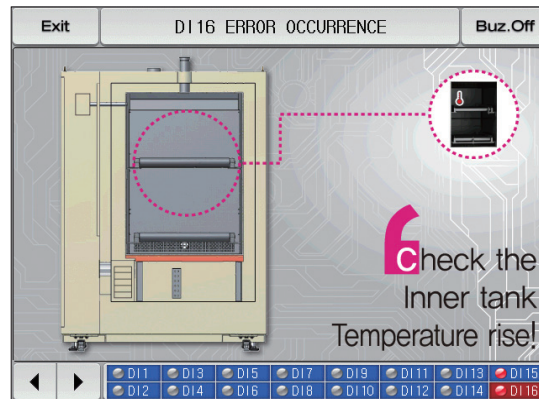 Exit
DI16 ERROR OCCURRENCE
Buz.Off
Check the
Inner tank
Temperature rise!
DI1 DI3 DI5 DI7 DI9 DI11 DI13 DI15
DI2 DI4 DI6 DI8 DI10 DI12 DI14 DI16